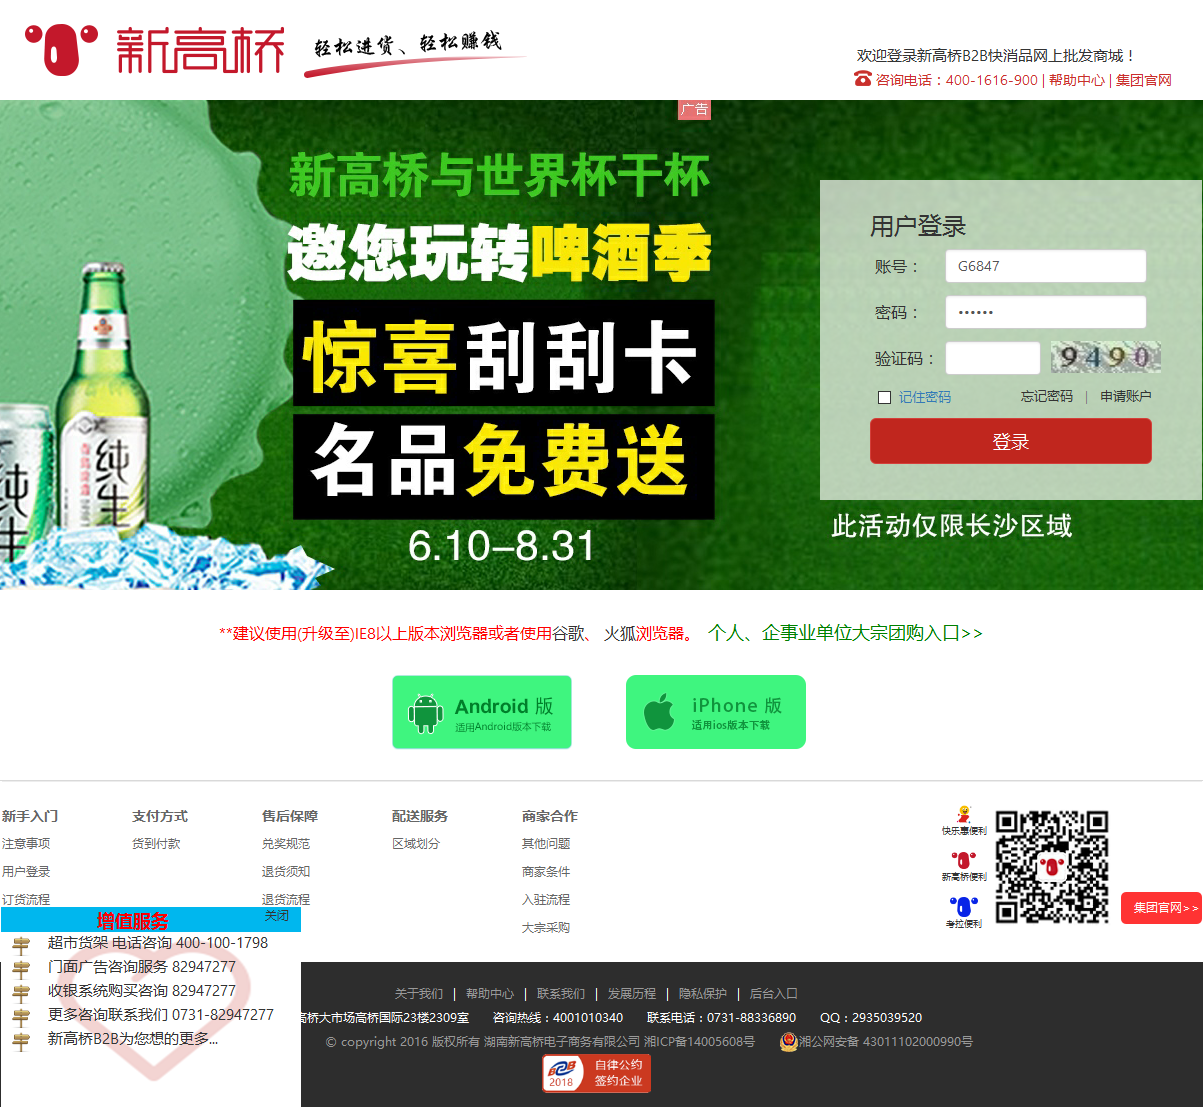 新高桥 轻松进货、轻松赚钱
欢迎登录新高桥B2B快消品网上批发商城！
咨询电话：400-1616-900 | 帮助中心 | 集团官网
广告
新高桥与世界杯干杯
邀您玩转啤酒季
惊喜刮刮卡
名品免费送
6.10-8.31
纯生
纯生
此活动仅限长沙区域
用户登录
账号： G6847
密码： ••••••
验证码： 9490
记住密码 忘记密码 | 申请账户
登录
**建议使用(升级至)IE8以上版本浏览器或者使用谷歌、 火狐浏览器。 个人、企事业单位大宗团购入口>>
Android 版
适用Android版本下载
iPhone 版
适用ios版本下载
新手入门 支付方式 售后保障 配送服务 商家合作
注意事项 货到付款 兑奖规范 区域划分 其他问题
用户登录 退货须知 商家条件
订货流程 退货流程 入驻流程
大宗采购
快乐惠便利
新高桥便利
考拉便利
集团官网>>
增值服务 关闭
超市货架 电话咨询 400-100-1798
门面广告咨询服务 82947277
收银系统购买咨询 82947277
更多咨询联系我们 0731-82947277
新高桥B2B为您想的更多...
关于我们 | 帮助中心 | 联系我们 | 发展历程 | 隐私保护 | 后台入口
高桥大市场高桥国际23楼2309室 咨询热线：4001010340 联系电话：0731-88336890 QQ：2935039520
© copyright 2016 版权所有 湖南新高桥电子商务有限公司 湘ICP备14005608号 湘公网安备 43011102000990号
B2B 2018 自律公约
签约企业